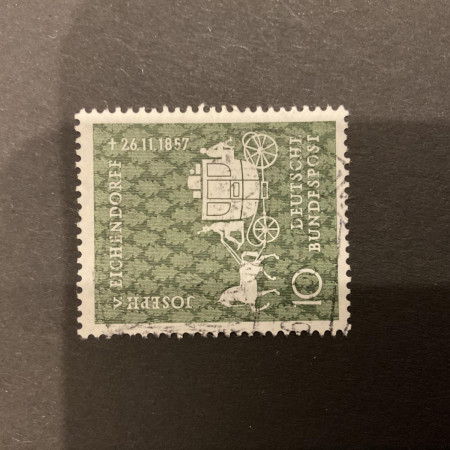 JOSEPH v. EICHENDORFF † 26.11.1857
10 DEUTSCHE
BUNDESPOST